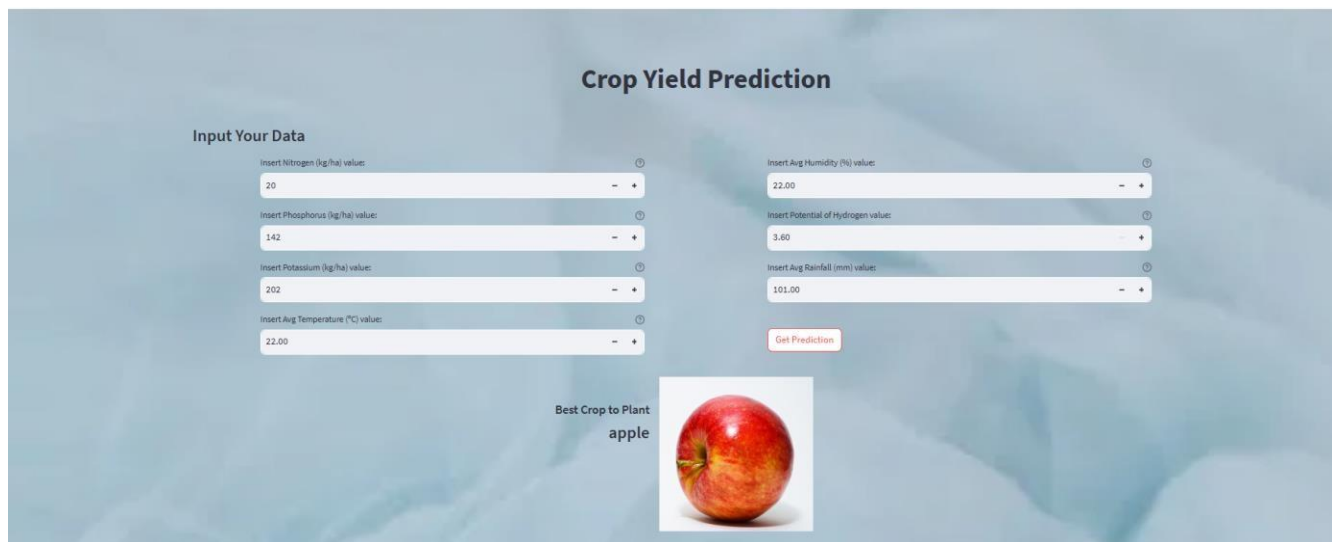 Crop Yield Prediction
Input Your Data
Insert Nitrogen (kg/ha) value:
20
Insert Phosphorus (kg/ha) value:
142
Insert Potassium (kg/ha) value:
202
Insert Avg Temperature (°C) value:
22.00
Insert Avg Humidity (%) value:
22.00
Insert Potential of Hydrogen value:
3.60
Insert Avg Rainfall (mm) value:
101.00
Get Prediction
Best Crop to Plant
apple